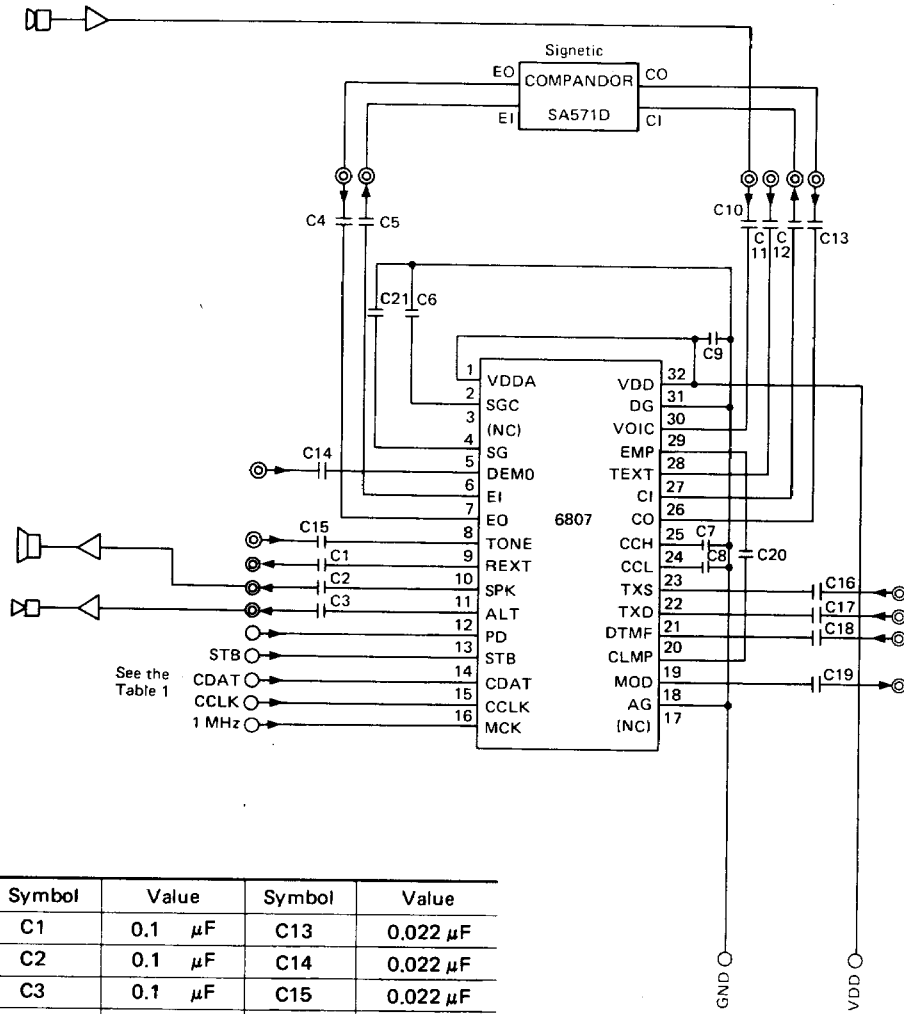 Signetic
EO COMPANDOR CO
EI SA571D CI
C4 C5
C10 C11 C12 C13
C21 C6
C9
1 VDDA VDD 32
2 SGC DG 31
3 (NC) VOIC 30
4 SG EMP 29
C14 5 DEMO TEXT 28
6 EI CI 27
7 EO 6807 CO 26
C15 8 TONE CCH 25 C7
C1 9 REXT CCL 24 C8 C20
C2 10 SPK TXS 23 C16
C3 11 ALT TXD 22 C17
12 PD DTMF 21 C18
STB 13 STB CLMP 20
See the
Table 1
CDAT 14 CDAT MOD 19 C19
CCLK 15 CCLK AG 18
1 MHz 16 MCK (NC) 17
GND
VDD
Symbol Value Symbol Value
C1 0.1 μF C13 0.022 μF
C2 0.1 μF C14 0.022 μF
C3 0.1 μF C15 0.022 μF